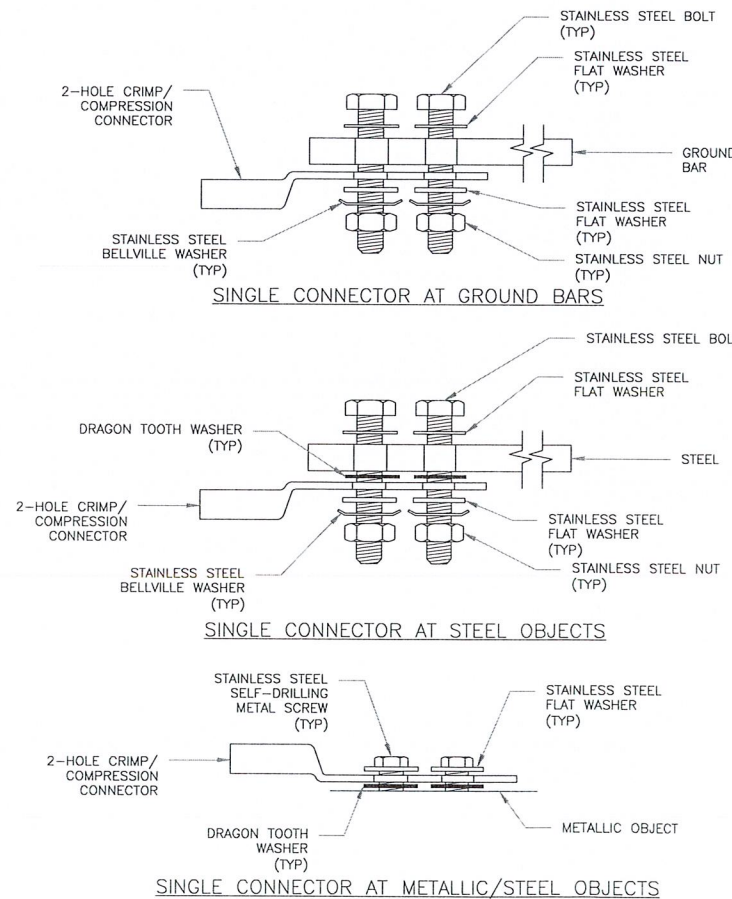 STAINLESS STEEL BOLT
(TYP)
STAINLESS STEEL
FLAT WASHER
(TYP)
2-HOLE CRIMP/
COMPRESSION
CONNECTOR
GROUND
BAR
STAINLESS STEEL
FLAT WASHER
(TYP)
STAINLESS STEEL
BELLVILLE WASHER
(TYP)
STAINLESS STEEL NUT
(TYP)
SINGLE CONNECTOR AT GROUND BARS
STAINLESS STEEL BOL
STAINLESS STEEL
FLAT WASHER
DRAGON TOOTH WASHER
(TYP)
STEEL
2-HOLE CRIMP/
COMPRESSION
CONNECTOR
STAINLESS STEEL
FLAT WASHER
(TYP)
STAINLESS STEEL
BELLVILLE WASHER
(TYP)
STAINLESS STEEL NUT
(TYP)
SINGLE CONNECTOR AT STEEL OBJECTS
STAINLESS STEEL
SELF-DRILLING
METAL SCREW
(TYP)
STAINLESS STEEL
FLAT WASHER
(TYP)
2-HOLE CRIMP/
COMPRESSION
CONNECTOR
DRAGON TOOTH
WASHER
(TYP)
METALLIC OBJECT
SINGLE CONNECTOR AT METALLIC/STEEL OBJECTS